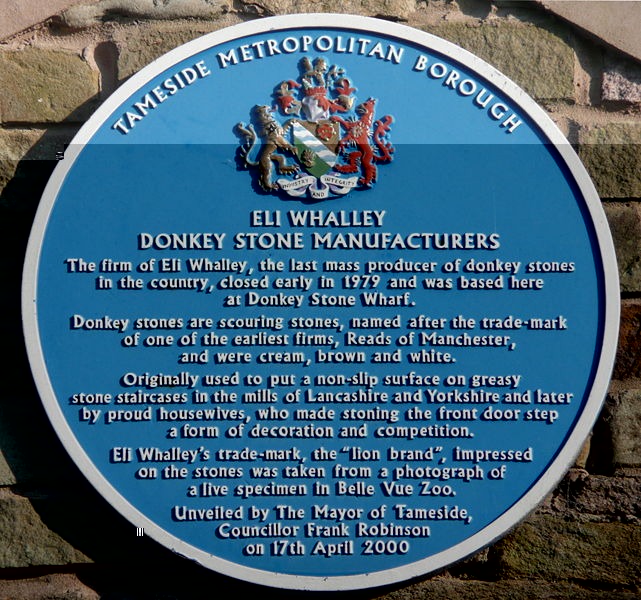 TAMESIDE METROPOLITAN BOROUGH
INDUSTRY AND INTEGRITY
ELI WHALLEY
DONKEY STONE MANUFACTURERS
The firm of Eli Whalley, the last mass producer of donkey stones
in the country, closed early in 1979 and was based here
at Donkey Stone Wharf.
Donkey stones are scouring stones, named after the trade-mark
of one of the earliest firms, Reads of Manchester,
and were cream, brown and white.
Originally used to put a non-slip surface on greasy
stone staircases in the mills of Lancashire and Yorkshire and later
by proud housewives, who made stoning the front door step
a form of decoration and competition.
Eli Whalley's trade-mark, the "lion brand", impressed
on the stones was taken from a photograph of
a live specimen in Belle Vue Zoo.
Unveiled by The Mayor of Tameside,
Councillor Frank Robinson
on 17th April 2000